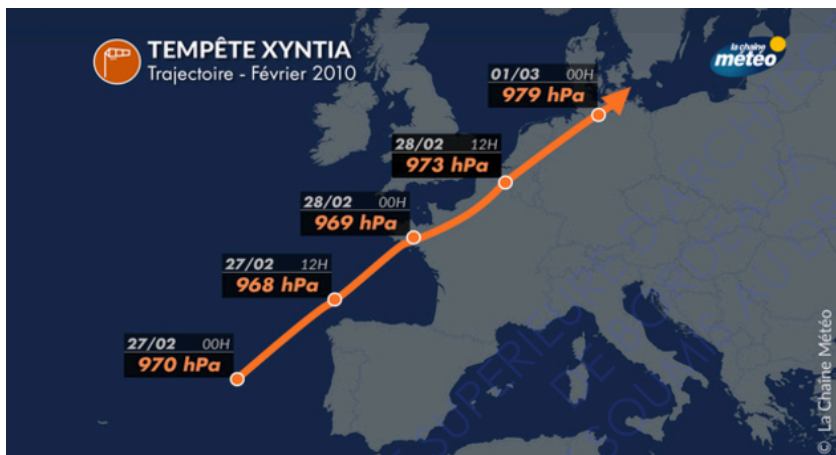 TEMPÊTE XYNTIA
Trajectoire - Février 2010
la chaîne
météo
01/03 00H
979 hPa
28/02 12H
973 hPa
28/02 00H
969 hPa
27/02 12H
968 hPa
27/02 00H
970 hPa
© La Chaîne Météo